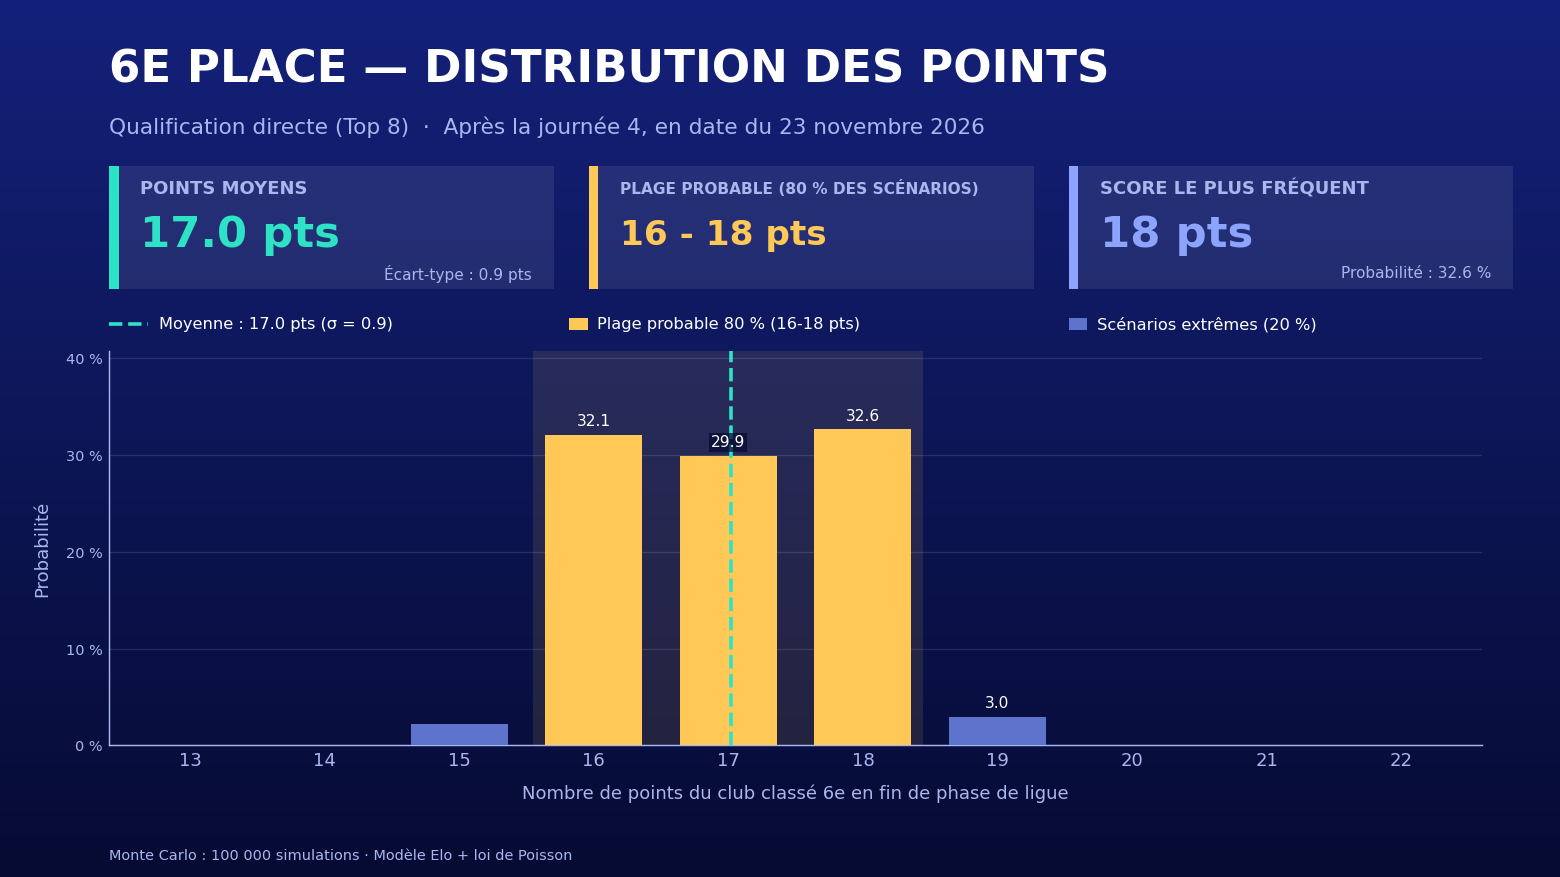 6E PLACE — DISTRIBUTION DES POINTS
Qualification directe (Top 8) · Après la journée 4, en date du 23 novembre 2026
POINTS MOYENS
17.0 pts
Écart-type : 0.9 pts
PLAGE PROBABLE (80 % DES SCÉNARIOS)
16 - 18 pts
SCORE LE PLUS FRÉQUENT
18 pts
Probabilité : 32.6 %
Moyenne : 17.0 pts (σ = 0.9)
Plage probable 80 % (16-18 pts)
Scénarios extrêmes (20 %)
Probabilité
40 %
30 %
20 %
10 %
0 %
32.1
29.9
32.6
3.0
13 14 15 16 17 18 19 20 21 22
Nombre de points du club classé 6e en fin de phase de ligue
Monte Carlo : 100 000 simulations · Modèle Elo + loi de Poisson